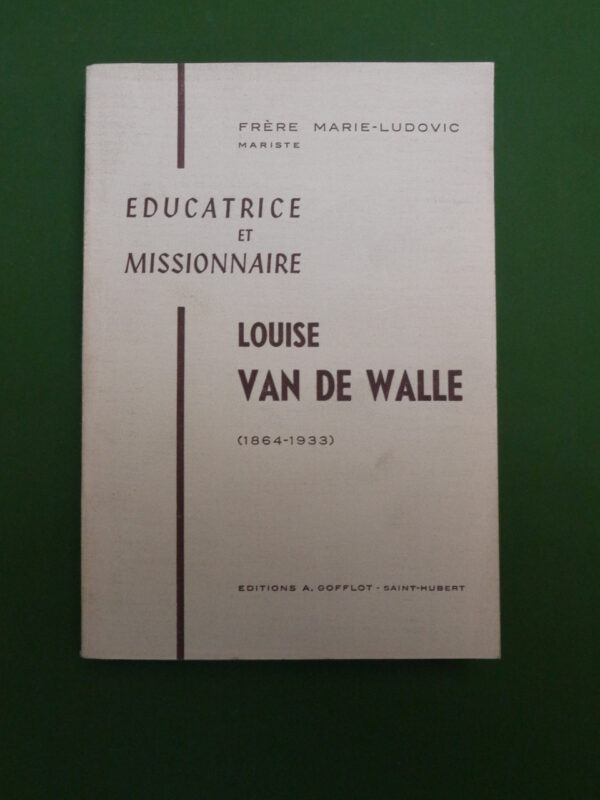 FRÈRE MARIE-LUDOVIC
MARISTE
EDUCATRICE
ET
MISSIONNAIRE
LOUISE
VAN DE WALLE
(1864-1933)
EDITIONS A. GOFFLOT - SAINT-HUBERT